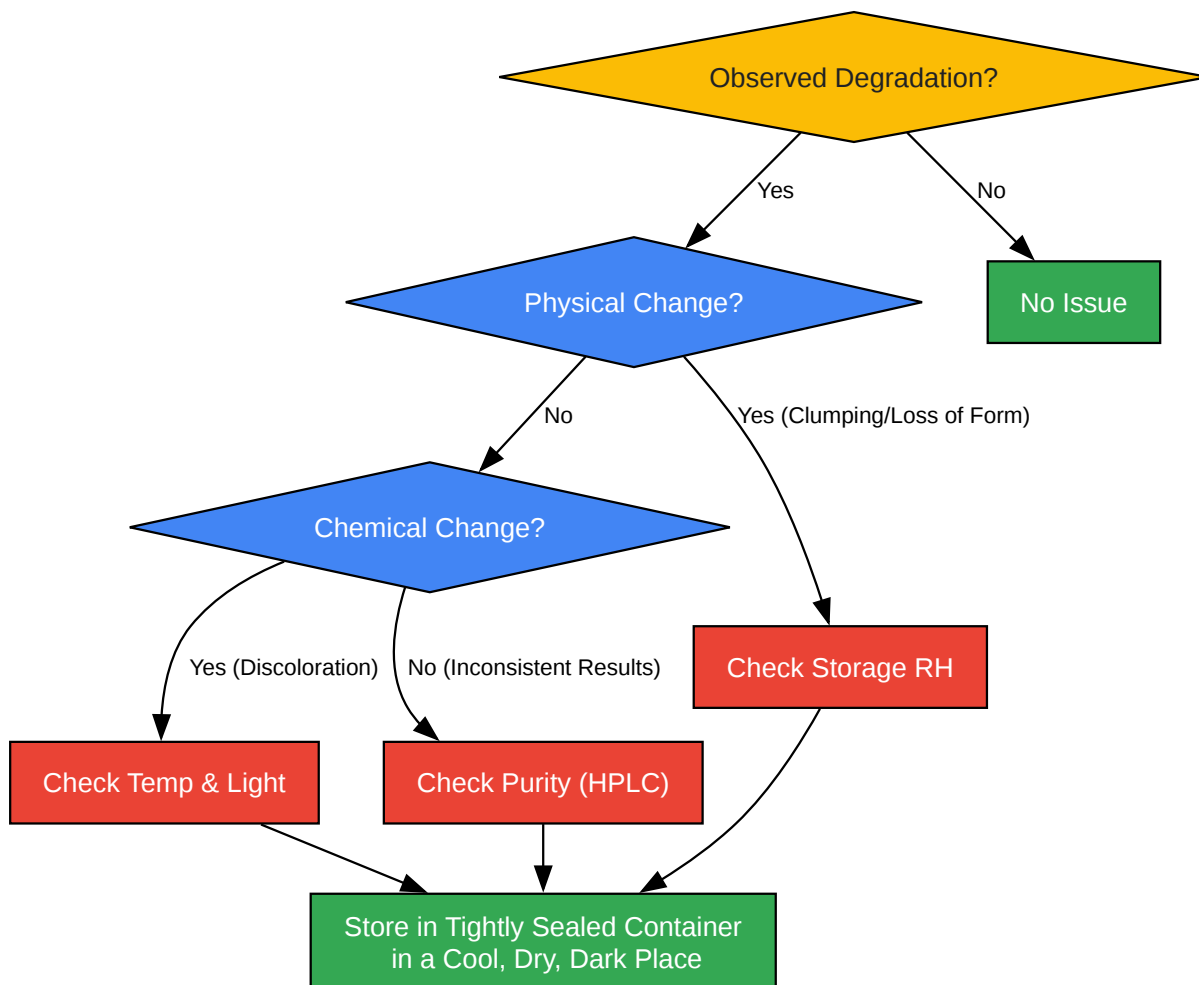 Observed Degradation?
Yes
No
Physical Change?
No Issue
No
Yes (Clumping/Loss of Form)
Chemical Change?
Yes (Discoloration)
No (Inconsistent Results)
Check Storage RH
Check Temp & Light
Check Purity (HPLC)
Store in Tightly Sealed Container
in a Cool, Dry, Dark Place